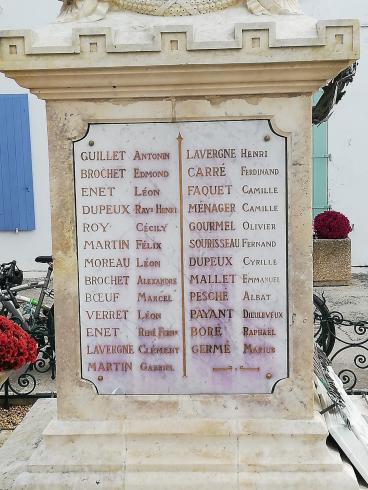 GUILLET ANTONIN
BROCHET EDMOND
ENET LÉON
DUPEUX RAYᴰ HENRI
ROY CÉCILY
MARTIN FÉLIX
MOREAU LÉON
BROCHET ALEXANDRE
BŒUF MARCEL
VERRET LÉON
ENET RENÉ FERNᴰ
LAVERGNE CLÉMENT
MARTIN GABRIEL
LAVERGNE HENRI
CARRÉ FERDINAND
FAQUET CAMILLE
MÉNAGER CAMILLE
GOURMEL OLIVIER
SOURISSEAU FERNAND
DUPEUX CYRILLE
MALLET EMMANUEL
PESCHE ALBAT
PAYANT DIEULEVEUX
BORÉ RAPHAËL
GERMÉ MARIUS